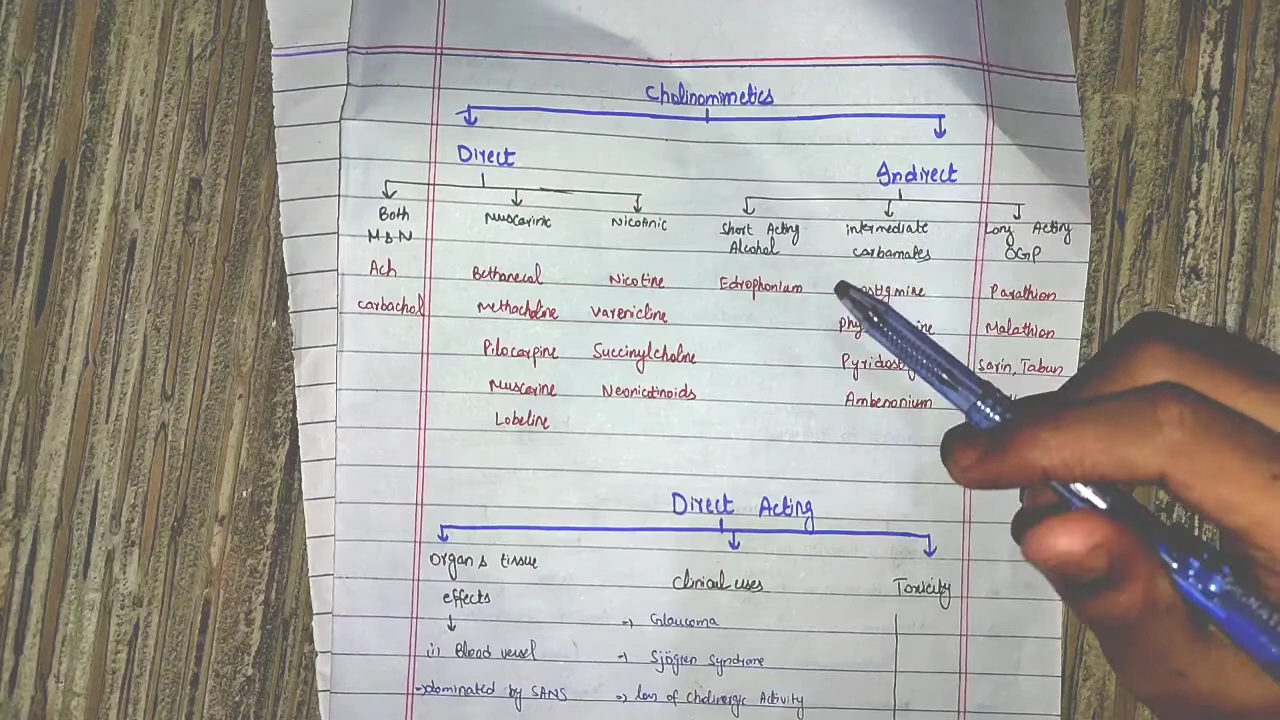 Cholinomimetics
Direct
Indirect
Both Muscarinic Nicotinic Short Acting intermediate Long Acting
M & N Alcohol carbamates OGP
Ach Bethanecol Nicotine Edrophonium Parathion
carbachol Methacholine Varenicline Malathion
Pilocarpine Succinylcholne Sarin, Tabun
Muscarine Neonicotinoids Ambenonium
Lobeline
Direct Acting
Organ & tissue Clinical uses Toxicity
effects
⇒ Glaucoma
i) Blood vessel ⇒ Sjögren Syndrome
⇒dominated by SANS ⇒ loss of Cholinergic Activity